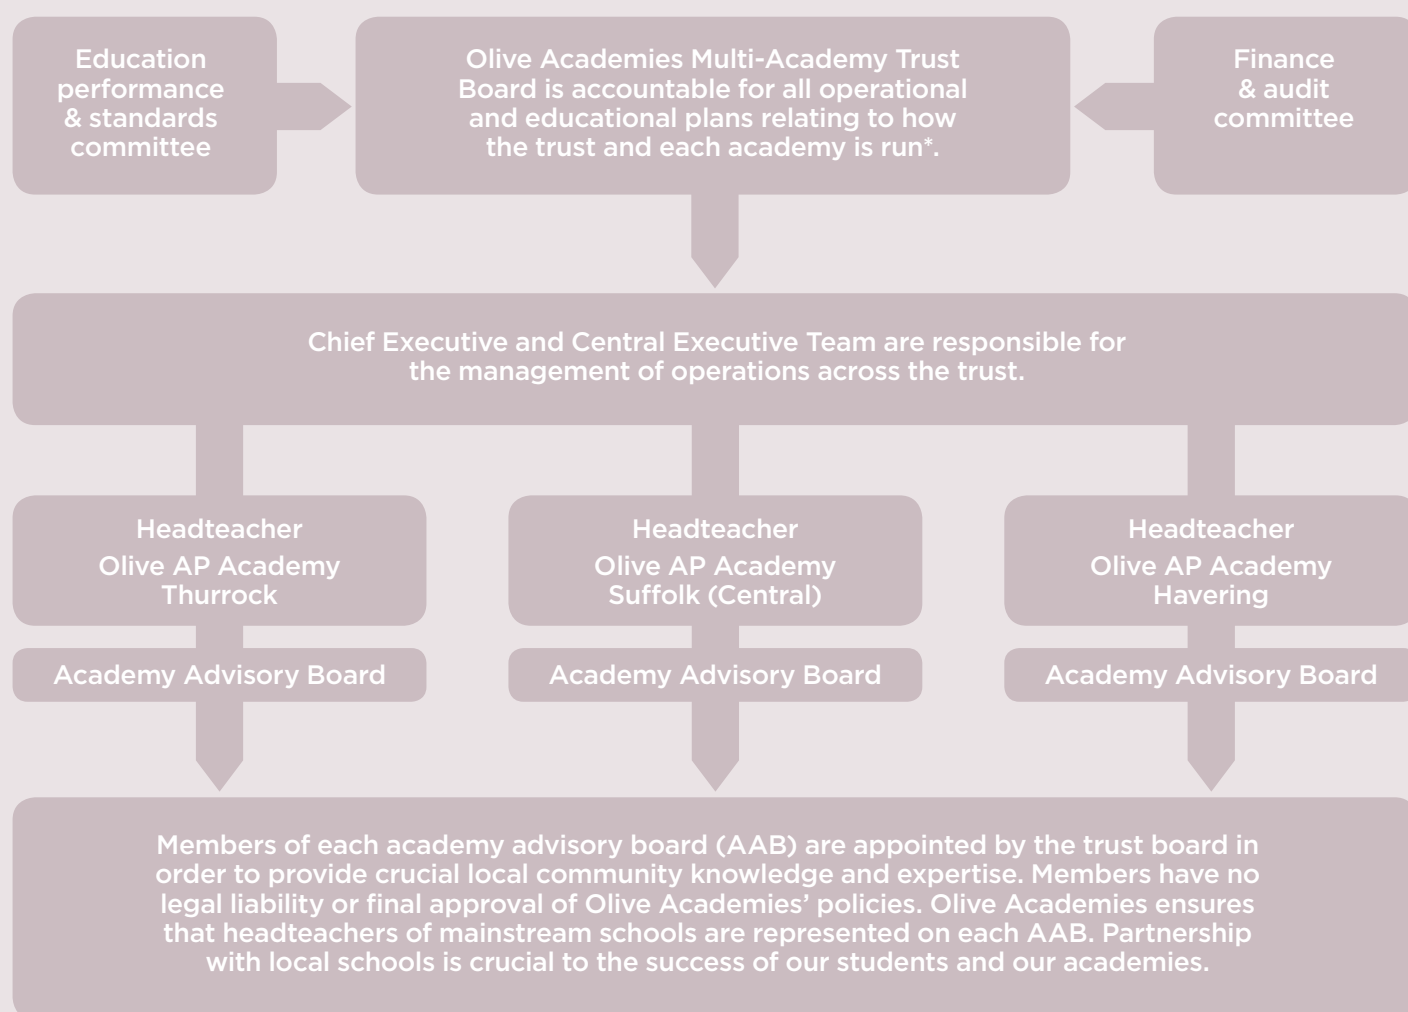 Education
performance
& standards
committee
Olive Academies Multi-Academy Trust
Board is accountable for all operational
and educational plans relating to how
the trust and each academy is run*.
Finance
& audit
committee
Chief Executive and Central Executive Team are responsible for
the management of operations across the trust.
Headteacher
Olive AP Academy
Thurrock
Headteacher
Olive AP Academy
Suffolk (Central)
Headteacher
Olive AP Academy
Havering
Academy Advisory Board
Academy Advisory Board
Academy Advisory Board
Members of each academy advisory board (AAB) are appointed by the trust board in
order to provide crucial local community knowledge and expertise. Members have no
legal liability or final approval of Olive Academies’ policies. Olive Academies ensures
that headteachers of mainstream schools are represented on each AAB. Partnership
with local schools is crucial to the success of our students and our academies.